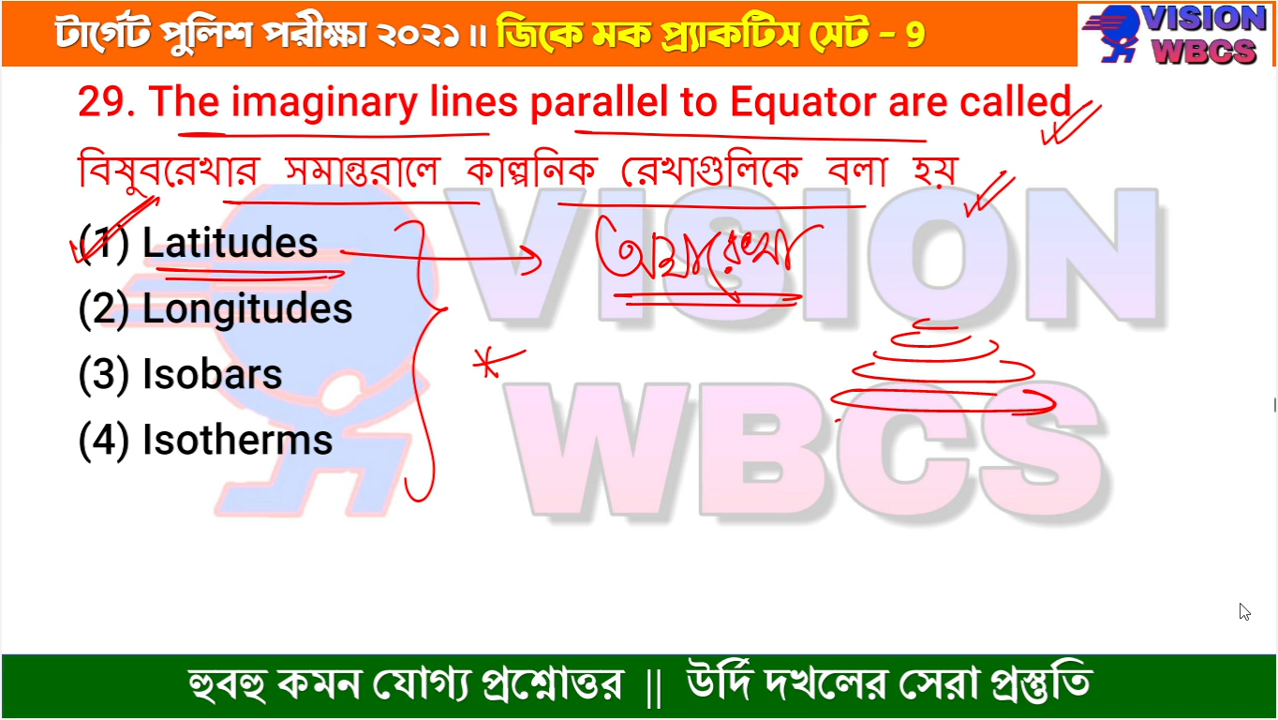 টার্গেট পুলিশ পরীক্ষা ২০২১ ॥ জিকে মক প্র্যাকটিস সেট - 9
VISION
WBCS
29. The imaginary lines parallel to Equator are called
বিষুবরেখার সমান্তরালে কাল্পনিক রেখাগুলিকে বলা হয়
(1) Latitudes
(2) Longitudes
(3) Isobars
(4) Isotherms
VISION
WBCS
হুবহু কমন যোগ্য প্রশ্নোত্তর || উর্দি দখলের সেরা প্রস্তুতি